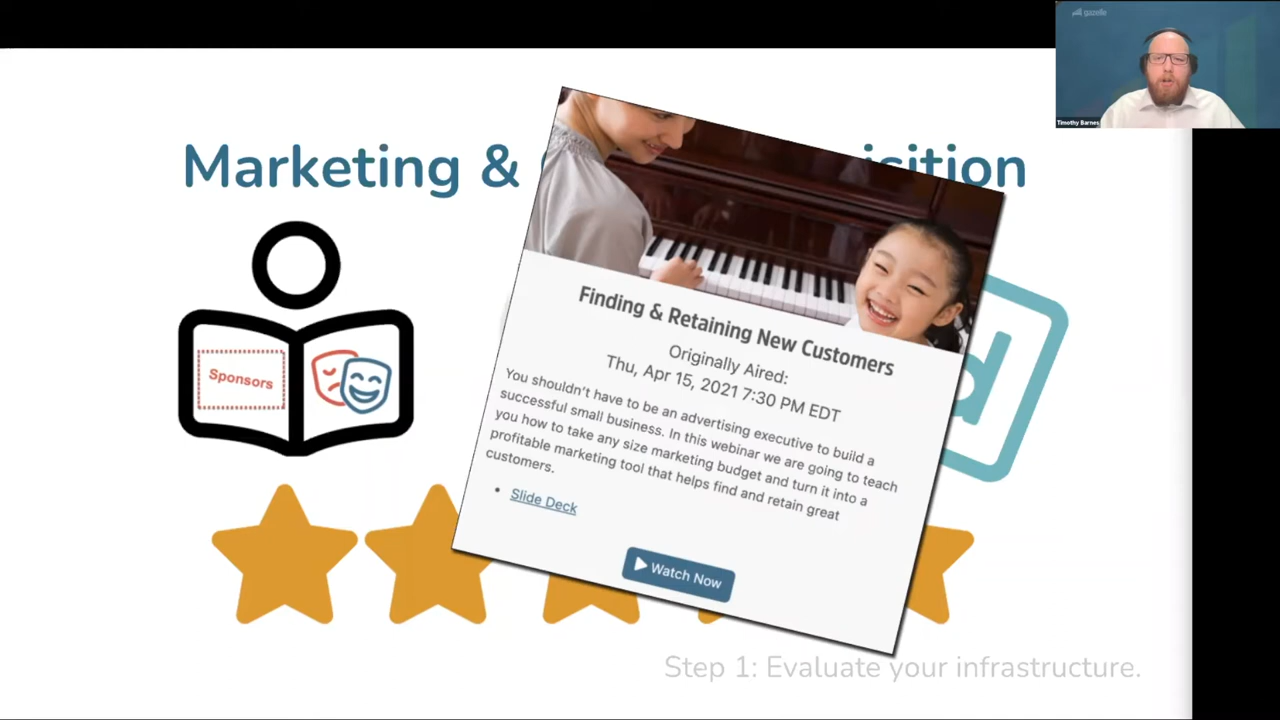 gazelle
Timothy Barnes
Marketing &
isition
Sponsors
d
Finding & Retaining New Customers
Originally Aired:
Thu, Apr 15, 2021 7:30 PM EDT
You shouldn't have to be an advertising executive to build a
successful small business. In this webinar we are going to teach
you how to take any size marketing budget and turn it into a
profitable marketing tool that helps find and retain great
customers.
• Slide Deck
Watch Now
Step 1: Evaluate your infrastructure.